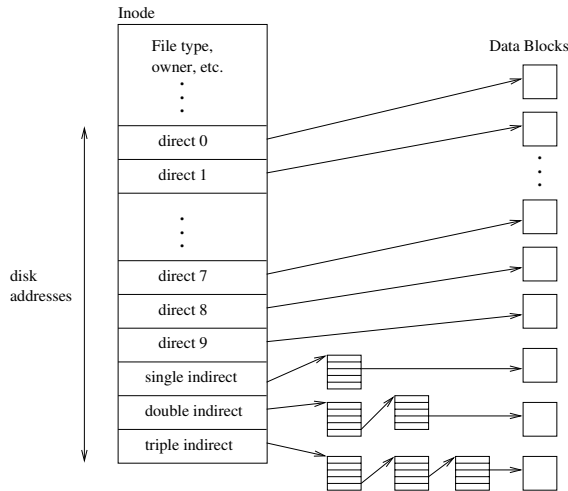 Inode
File type,
owner, etc.
Data Blocks
direct 0
direct 1
direct 7
disk
addresses
direct 8
direct 9
single indirect
double indirect
triple indirect